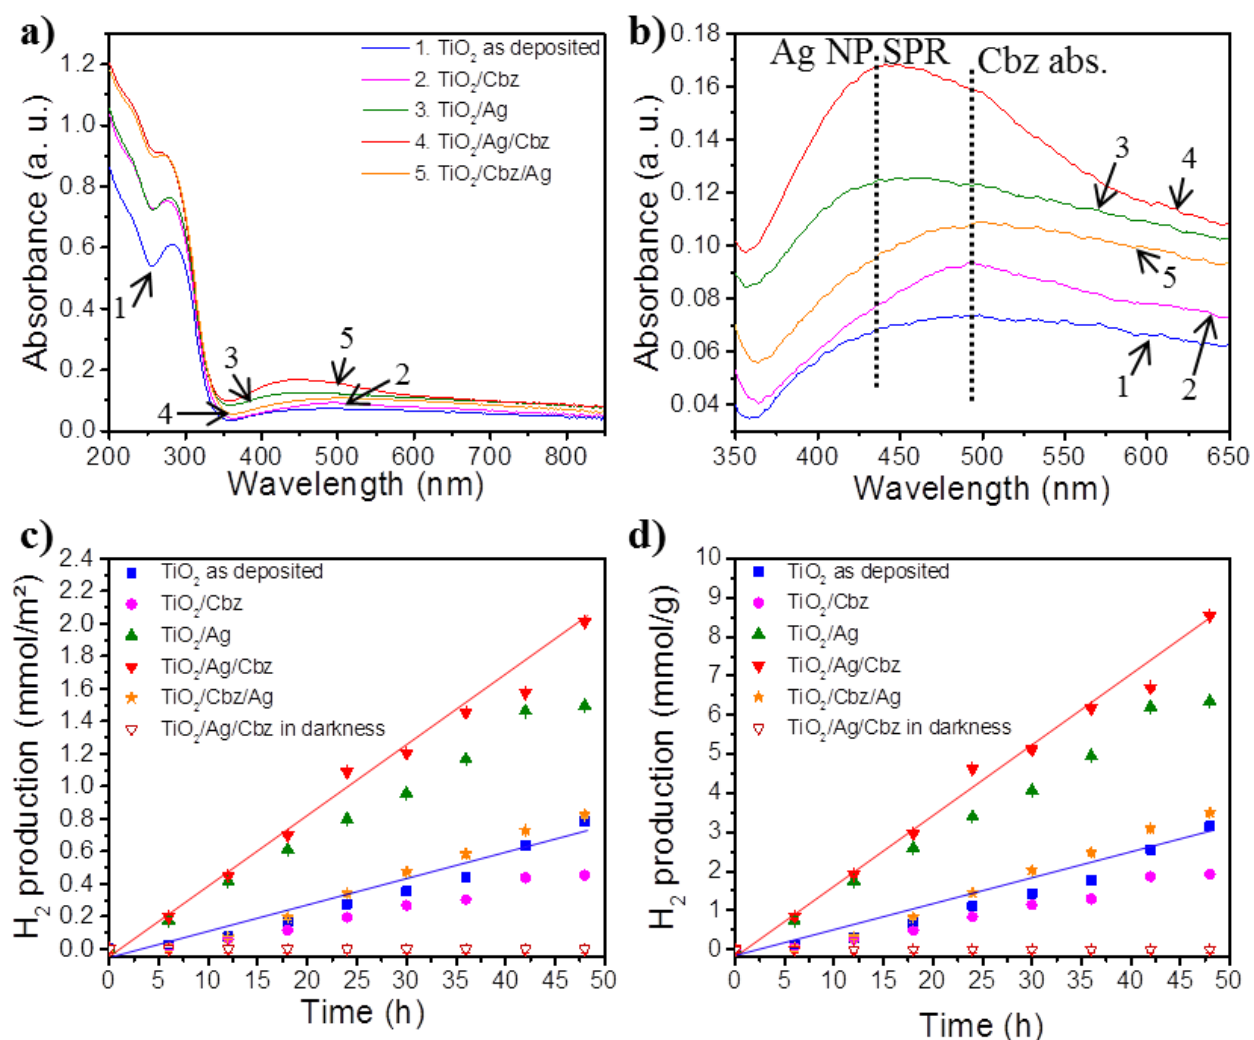 a)
1. TiO₂ as deposited
2. TiO₂/Cbz
3. TiO₂/Ag
4. TiO₂/Ag/Cbz
5. TiO₂/Cbz/Ag
1.2
1.0
0.8
0.6
0.4
0.2
0.0
Absorbance (a. u.)
1
3
5
2
4
200 300 400 500 600 700 800
Wavelength (nm)
b)
Ag NP SPR
Cbz abs.
0.18
0.16
0.14
0.12
0.10
0.08
0.06
0.04
Absorbance (a. u.)
3
4
5
1
2
350 400 450 500 550 600 650
Wavelength (nm)
c)
TiO₂ as deposited
TiO₂/Cbz
TiO₂/Ag
TiO₂/Ag/Cbz
TiO₂/Cbz/Ag
TiO₂/Ag/Cbz in darkness
2.4
2.2
2.0
1.8
1.6
1.4
1.2
1.0
0.8
0.6
0.4
0.2
0.0
H₂ production (mmol/m²)
0 5 10 15 20 25 30 35 40 45 50
Time (h)
d)
TiO₂ as deposited
TiO₂/Cbz
TiO₂/Ag
TiO₂/Ag/Cbz
TiO₂/Cbz/Ag
TiO₂/Ag/Cbz in darkness
10
9
8
7
6
5
4
3
2
1
0
H₂ production (mmol/g)
0 5 10 15 20 25 30 35 40 45 50
Time (h)